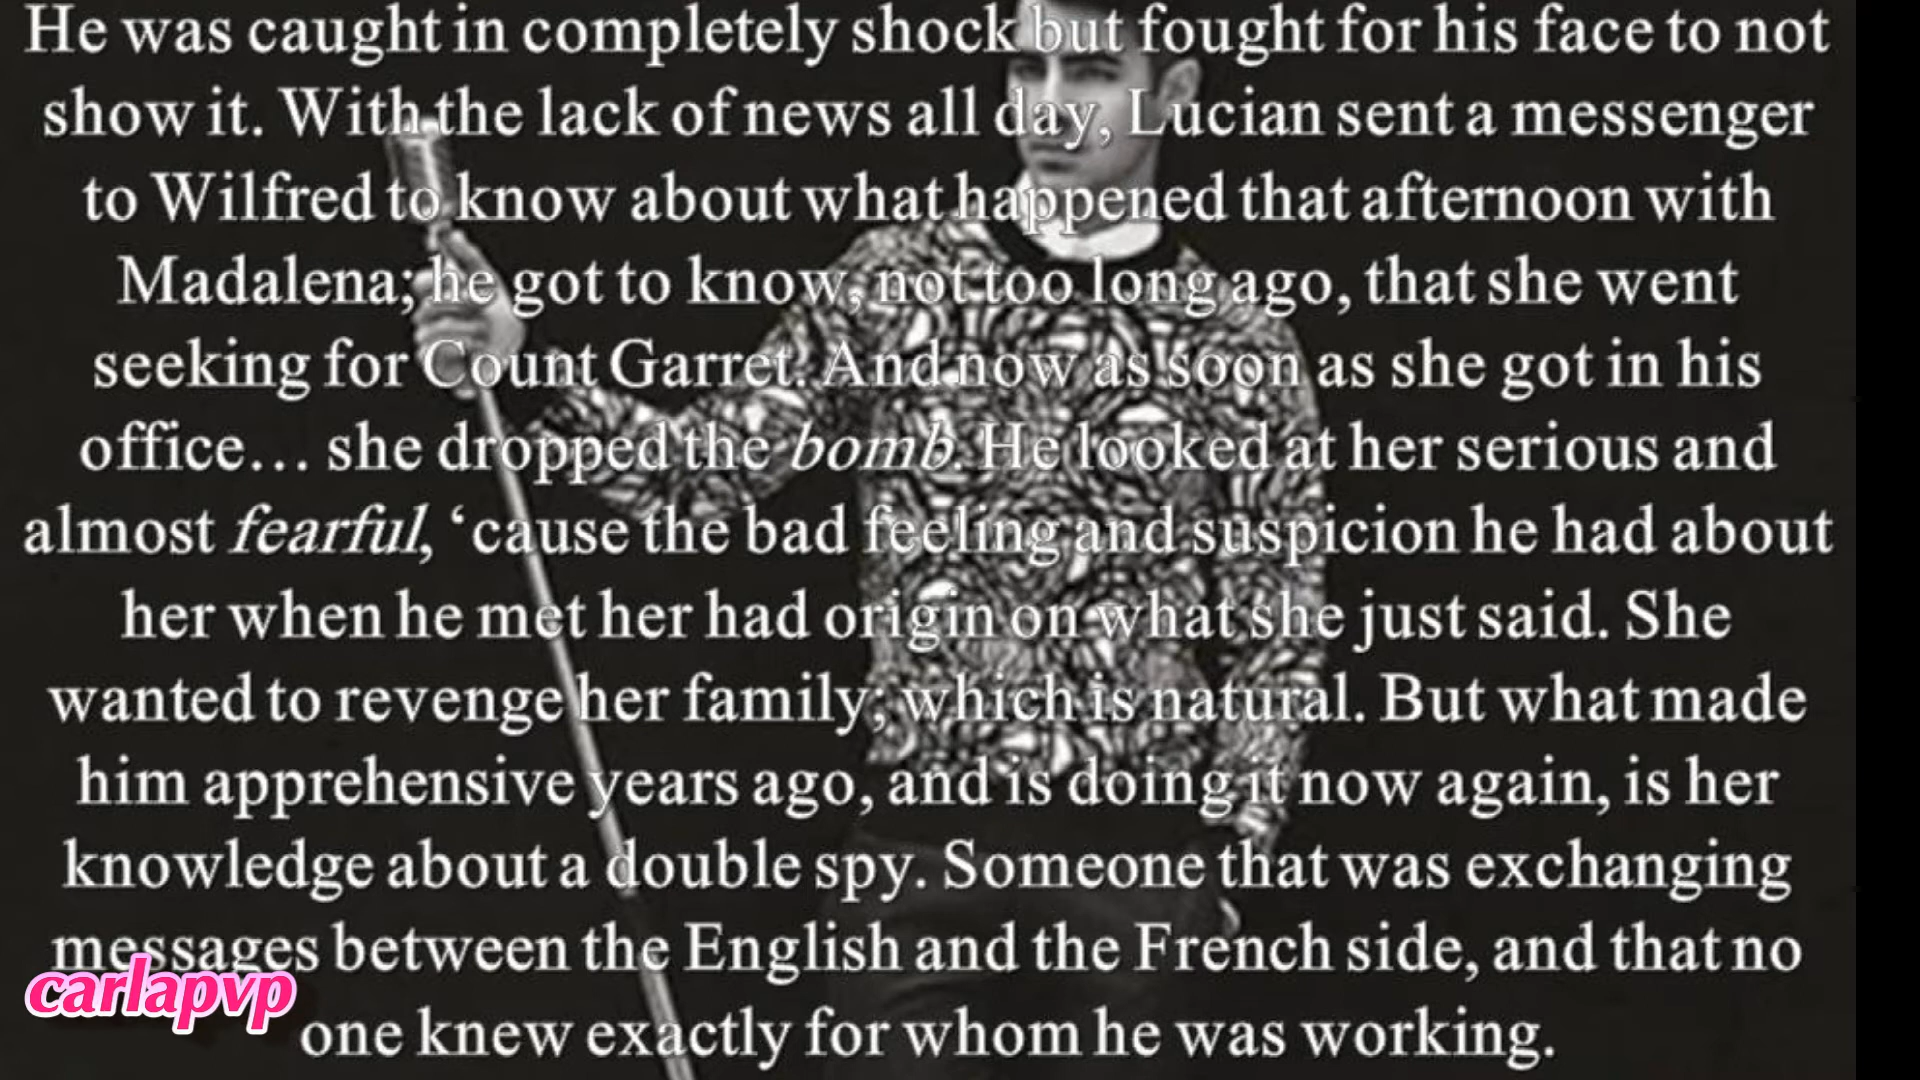 He was caught in completely shock but fought for his face to not
show it. With the lack of news all day, Lucian sent a messenger
to Wilfred to know about what happened that afternoon with
Madalena; he got to know, not too long ago, that she went
seeking for Count Garret. And now as soon as she got in his
office… she dropped the bomb. He looked at her serious and
almost fearful, ‘cause the bad feeling and suspicion he had about
her when he met her had origin on what she just said. She
wanted to revenge her family; which is natural. But what made
him apprehensive years ago, and is doing it now again, is her
knowledge about a double spy. Someone that was exchanging
messages between the English and the French side, and that no
carlapvp
one knew exactly for whom he was working.